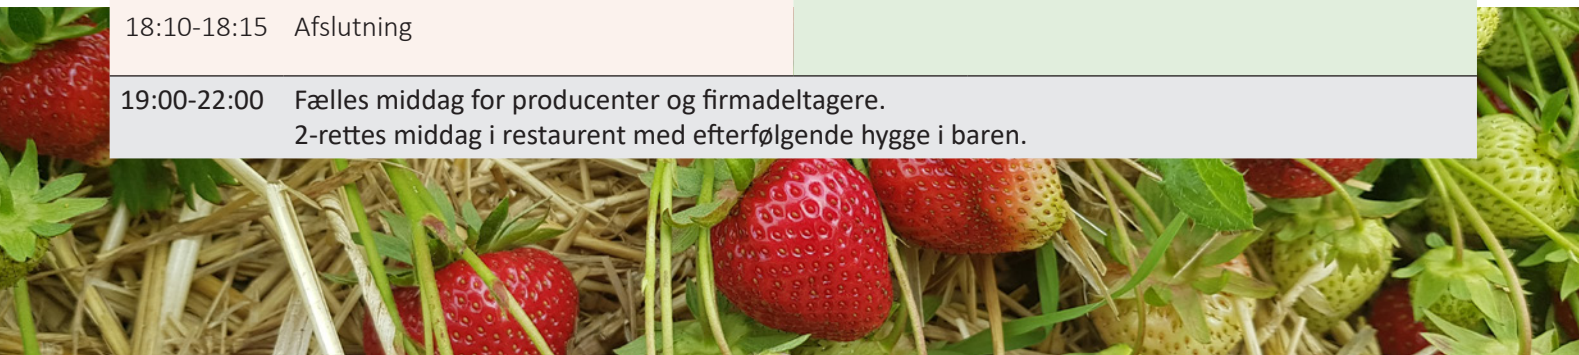 18:10-18:15 Afslutning
19:00-22:00 Fælles middag for producenter og firmadeltagere.
2-rettes middag i restaurent med efterfølgende hygge i baren.